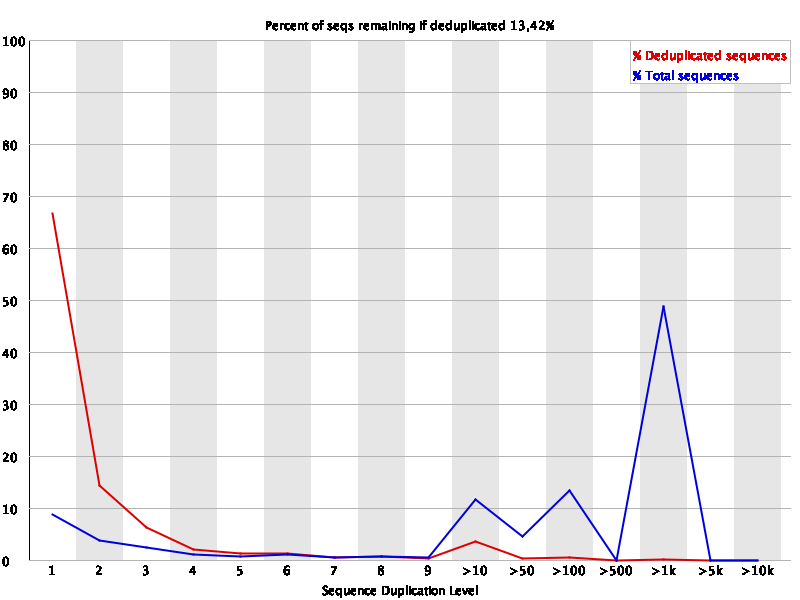 Percent of seqs remaining if deduplicated 13,42%
% Deduplicated sequences
% Total sequences
100
90
80
70
60
50
40
30
20
10
0
1 2 3 4 5 6 7 8 9 >10 >50 >100 >500 >1k >5k >10k
Sequence Duplication Level